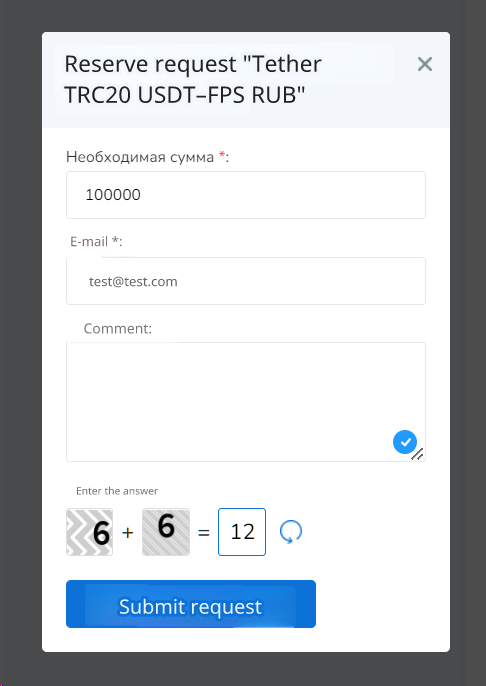 Reserve request "Tether
TRC20 USDT–FPS RUB"
Необходимая сумма *:
100000
E-mail *:
test@test.com
Comment:
Enter the answer
6 + 6 = 12
Submit request